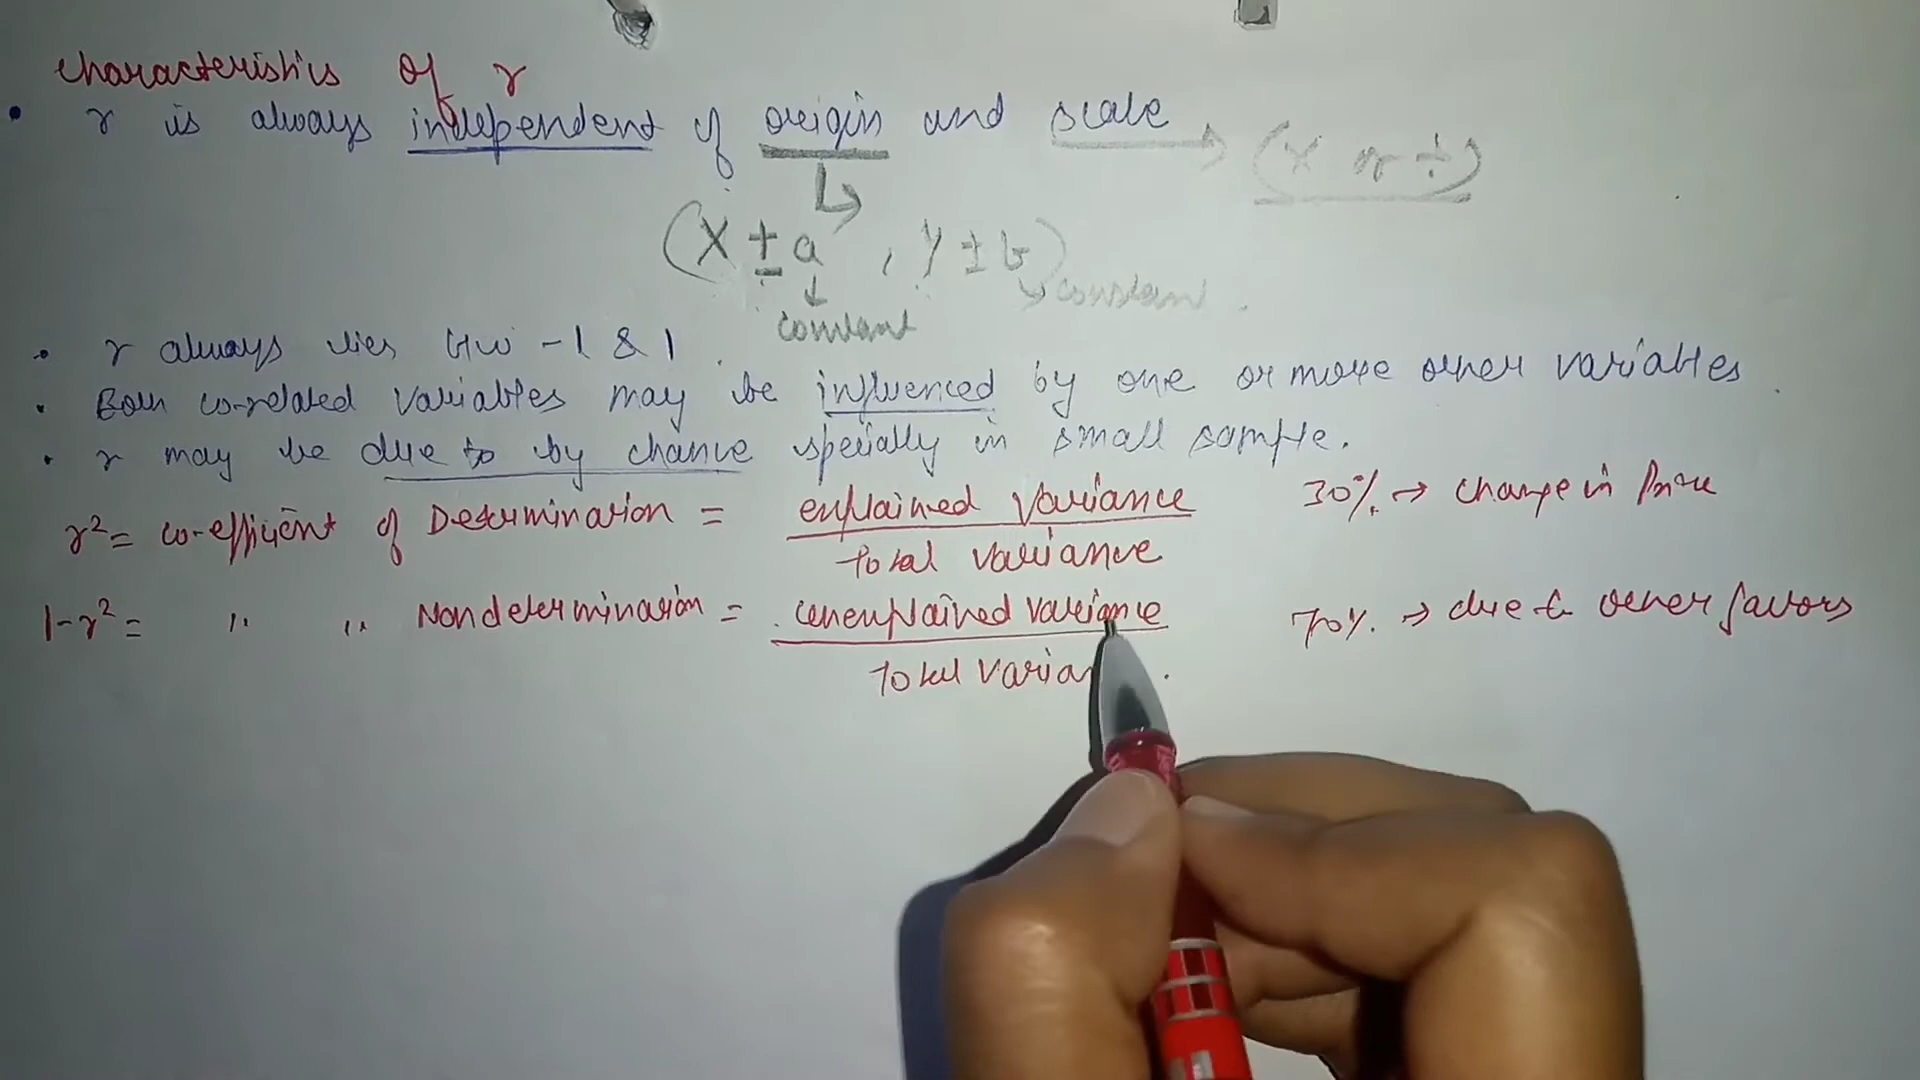 characteristics of r
• r is always independent of origin and scale → (× or ÷)
↳
(X ± a , Y ± b)
↓ ↘ constant.
constant
• r always lies btw -1 & 1.
• Both co-related variables may be influenced by one or more other variables.
• r may be due to by chance specially in small sample.
r² = co-efficient of Determination = explained variance / Total variance 30% → change in Price
1-r² = " " Nondetermination = unexplained variance / Total varian 70% → due to other factors